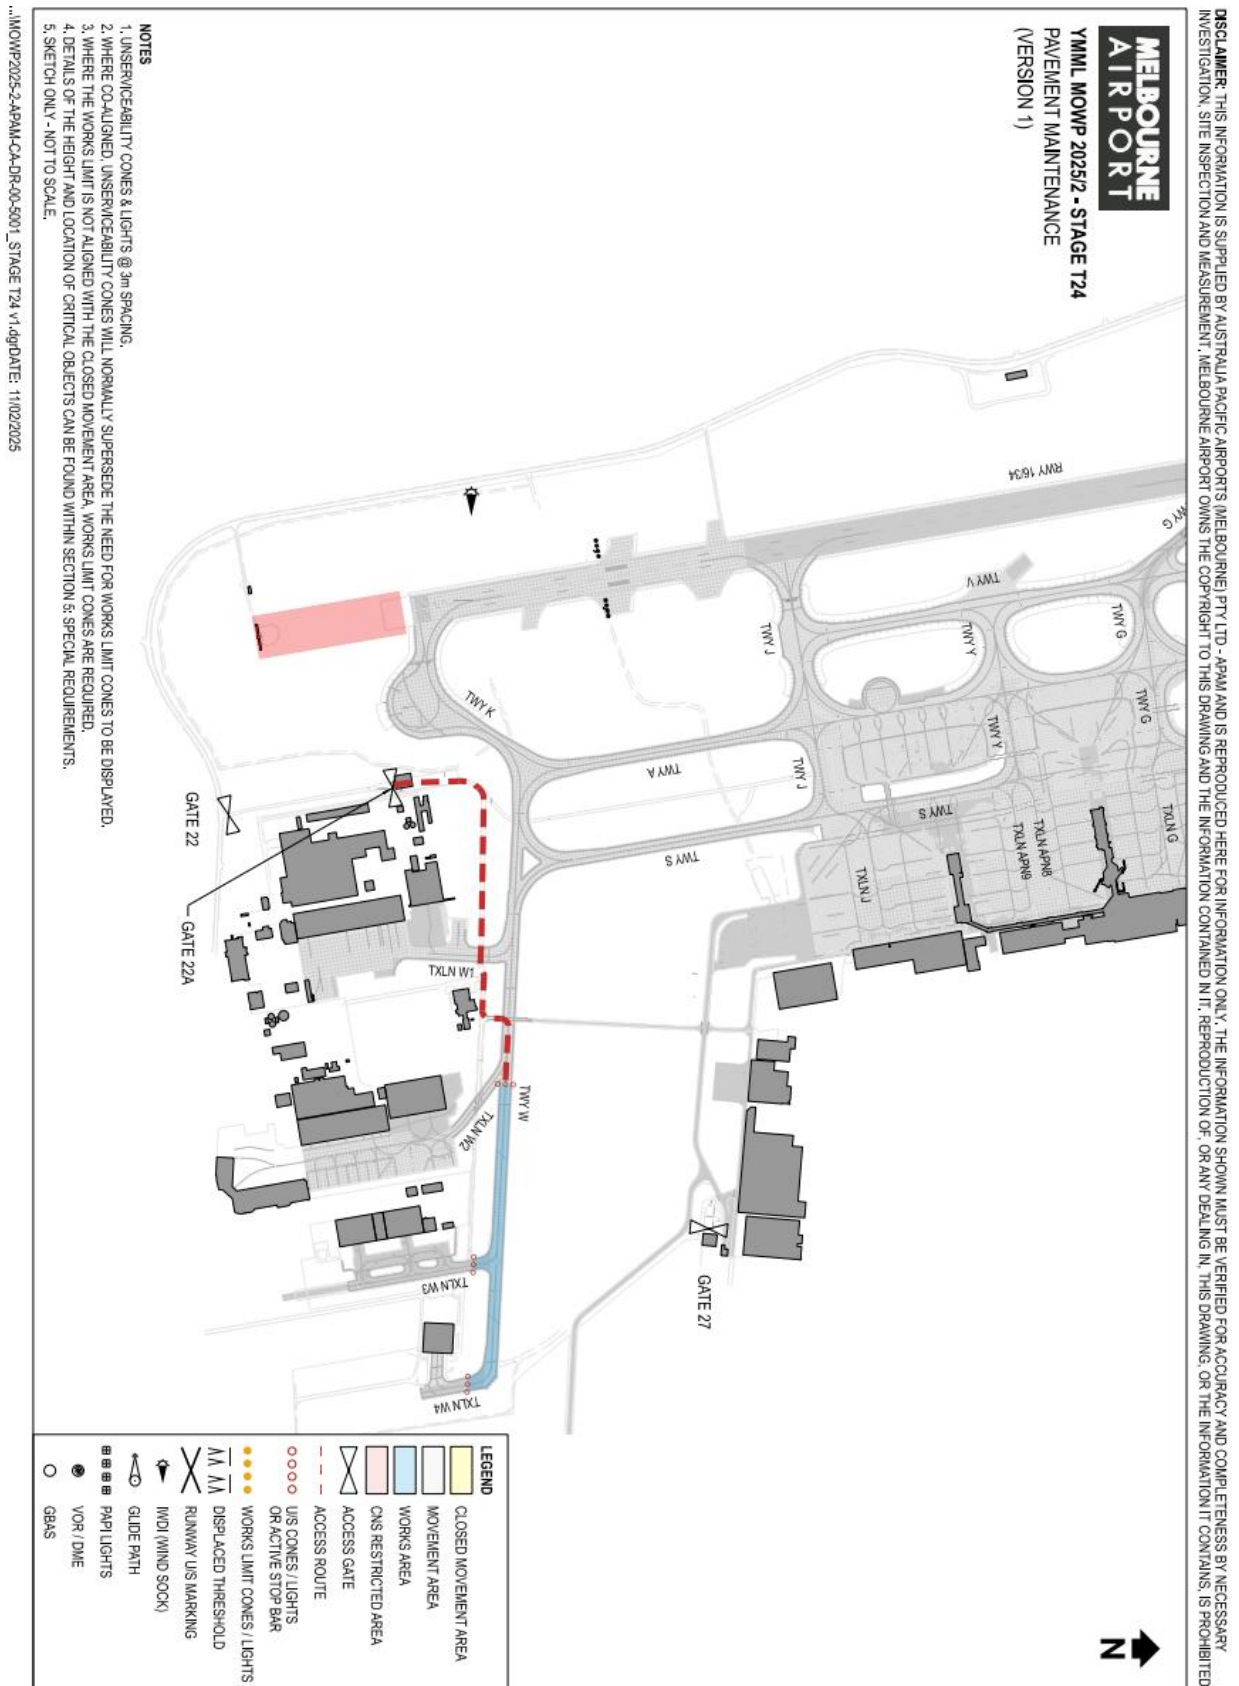 DISCLAIMER: THIS INFORMATION IS SUPPLIED BY AUSTRALIA PACIFIC AIRPORTS (MELBOURNE) PTY LTD - APAM AND IS REPRODUCED HERE FOR INFORMATION ONLY. THE INFORMATION SHOWN MUST BE VERIFIED FOR ACCURACY AND COMPLETENESS BY NECESSARY
INVESTIGATION, SITE INSPECTION AND MEASUREMENT. MELBOURNE AIRPORT OWNS THE COPYRIGHT TO THIS DRAWING AND THE INFORMATION CONTAINED IN IT. REPRODUCTION OF, OR ANY DEALING IN, THIS DRAWING, OR THE INFORMATION IT CONTAINS, IS PROHIBITED
MELBOURNE
AIRPORT
YMML MOWP 2025/2 - STAGE T24
PAVEMENT MAINTENANCE
(VERSION 1)
N
RWY 16/34
TWY G
TWY V
TWY G
TWY J
TWY Y
TWY G
TWY K
TWY Y
TWY A
TWY J
TWY S
TXLN G
TXLN APN8
TXLN APN9
TWY S
TXLN J
GATE 22
GATE 22A
TXLN W1
TWY W
TXLN W2
GATE 27
TXLN W3
TXLN W4
NOTES
1. UNSERVICEABILITY CONES & LIGHTS @ 3m SPACING.
2. WHERE CO-ALIGNED, UNSERVICEABILITY CONES WILL NORMALLY SUPERSEDE THE NEED FOR WORKS LIMIT CONES TO BE DISPLAYED.
3. WHERE THE WORKS LIMIT IS NOT ALIGNED WITH THE CLOSED MOVEMENT AREA, WORKS LIMIT CONES ARE REQUIRED.
4. DETAILS OF THE HEIGHT AND LOCATION OF CRITICAL OBJECTS CAN BE FOUND WITHIN SECTION 5: SPECIAL REQUIREMENTS.
5. SKETCH ONLY - NOT TO SCALE.
LEGEND
CLOSED MOVEMENT AREA
MOVEMENT AREA
WORKS AREA
CNS RESTRICTED AREA
ACCESS GATE
ACCESS ROUTE
U/S CONES / LIGHTS
OR ACTIVE STOP BAR
WORKS LIMIT CONES / LIGHTS
DISPLACED THRESHOLD
RUNWAY U/S MARKING
IWDI (WIND SOCK)
GLIDE PATH
PAPI LIGHTS
VOR / DME
GBAS
...\MOWP2025-2-APAM-CA-DR-00-5001_STAGE T24 v1.dgnDATE: 11/02/2025